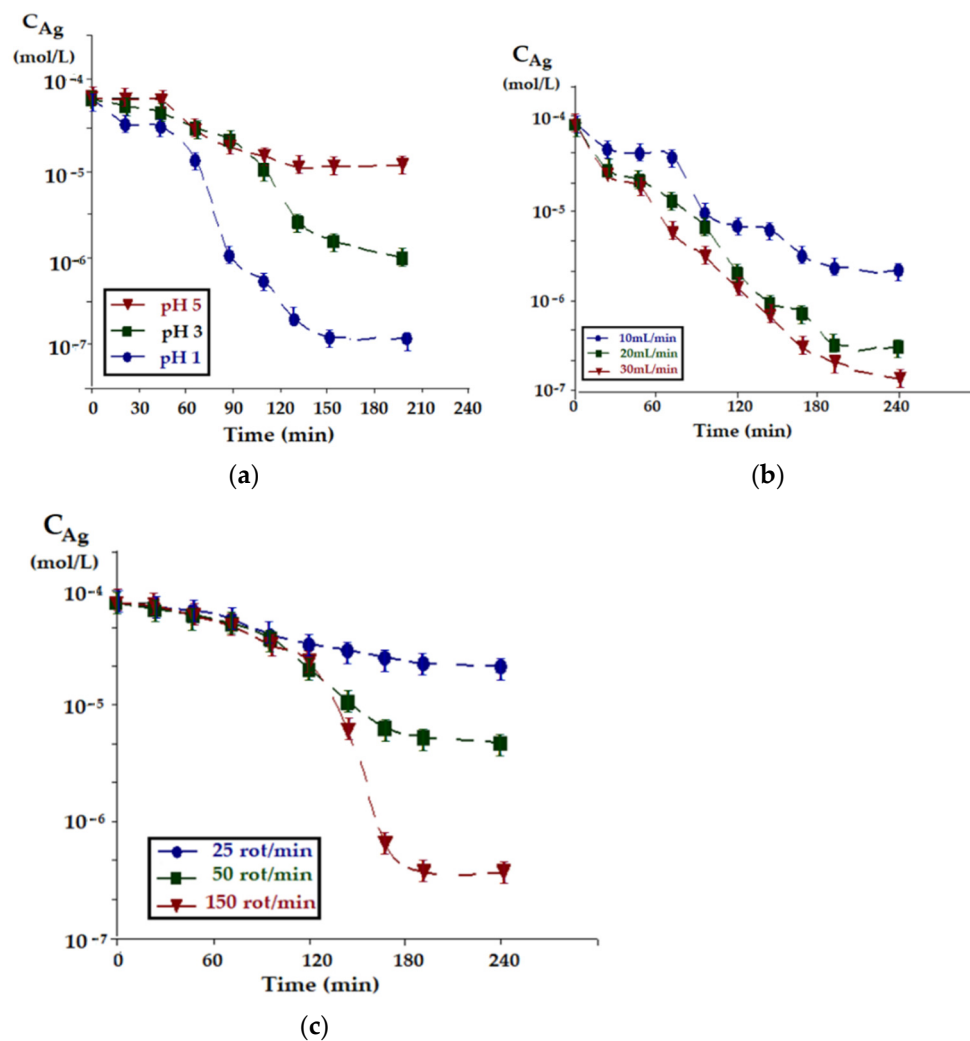 C_Ag
(mol/L)
10⁻⁴
10⁻⁵
10⁻⁶
10⁻⁷
pH 5
pH 3
pH 1
0 30 60 90 120 150 180 210 240
Time (min)
(a)
C_Ag
(mol/L)
10⁻⁴
10⁻⁵
10⁻⁶
10⁻⁷
10mL/min
20mL/min
30mL/min
0 60 120 180 240
Time (min)
(b)
C_Ag
(mol/L)
10⁻⁴
10⁻⁵
10⁻⁶
10⁻⁷
25 rot/min
50 rot/min
150 rot/min
0 60 120 180 240
Time (min)
(c)